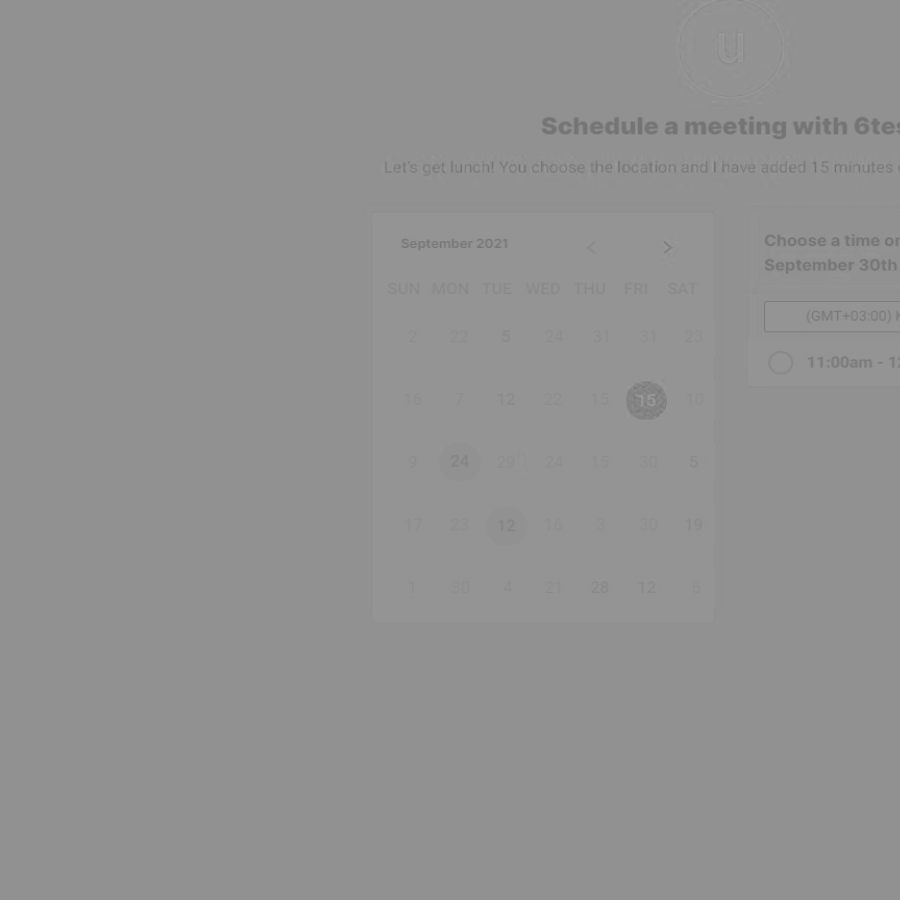 u
Schedule a meeting with 6tes
Let's get lunch! You choose the location and I have added 15 minutes
September 2021
SUN MON TUE WED THU FRI SAT
2 22 5 24 31 31 23
16 7 12 22 15 15 10
9 24 29 24 15 30 5
17 23 12 16 3 30 19
1 30 4 21 28 12 6
Choose a time on
September 30th
(GMT+03:00)
11:00am -